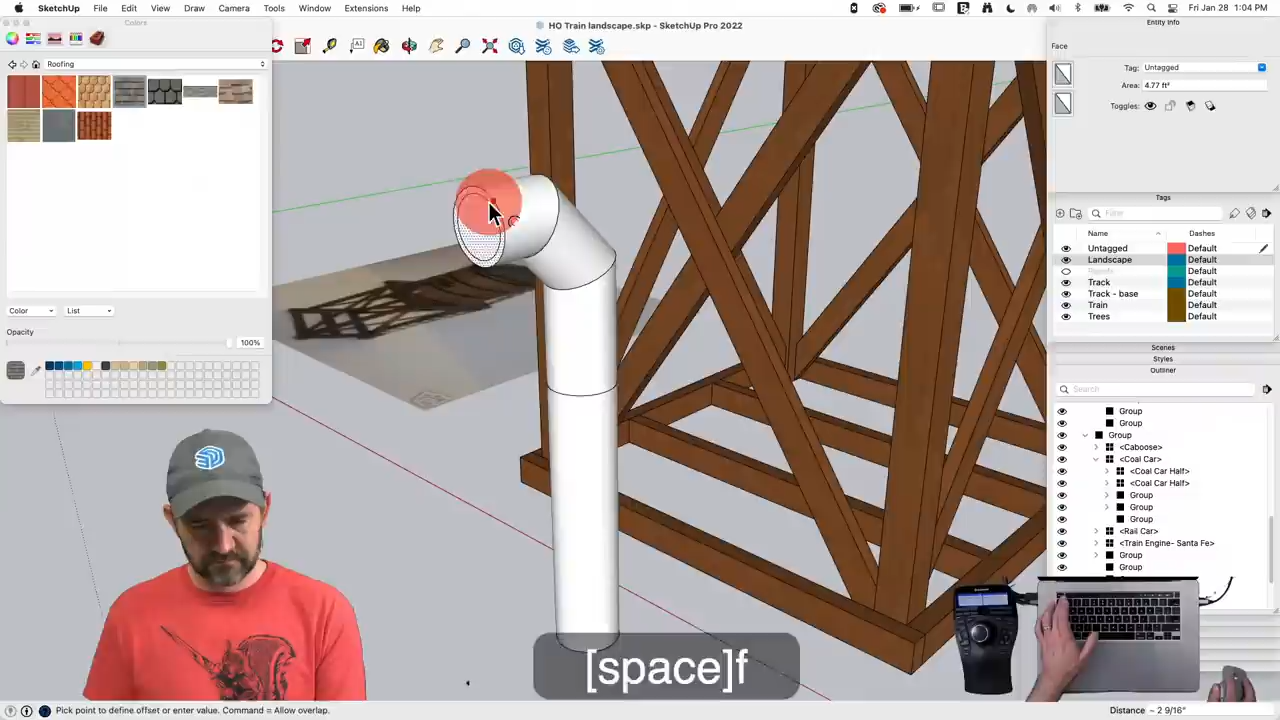 SketchUp File Edit View Draw Camera Tools Window Extensions Help
Fri Jan 28 1:04 PM
Colors
HO Train landscape.skp - SketchUp Pro 2022
Entity Info
Roofing
Face
Tag: Untagged
Area: 4.77 ft²
Toggles:
Tags
Filter
Name Dashes
Untagged Default
Landscape Default
Default
Track Default
Track - base Default
Train Default
Trees Default
Color List
Opacity
100%
Scenes
Styles
Outliner
Search
Group
Group
Group
<Caboose>
<Coal Car>
<Coal Car Half>
<Coal Car Half>
Group
Group
Group
<Rail Car>
<Train Engine- Santa Fe>
Group
Group
[space]f
Pick point to define offset or enter value. Command = Allow overlap.
Distance ~ 2 9/16"